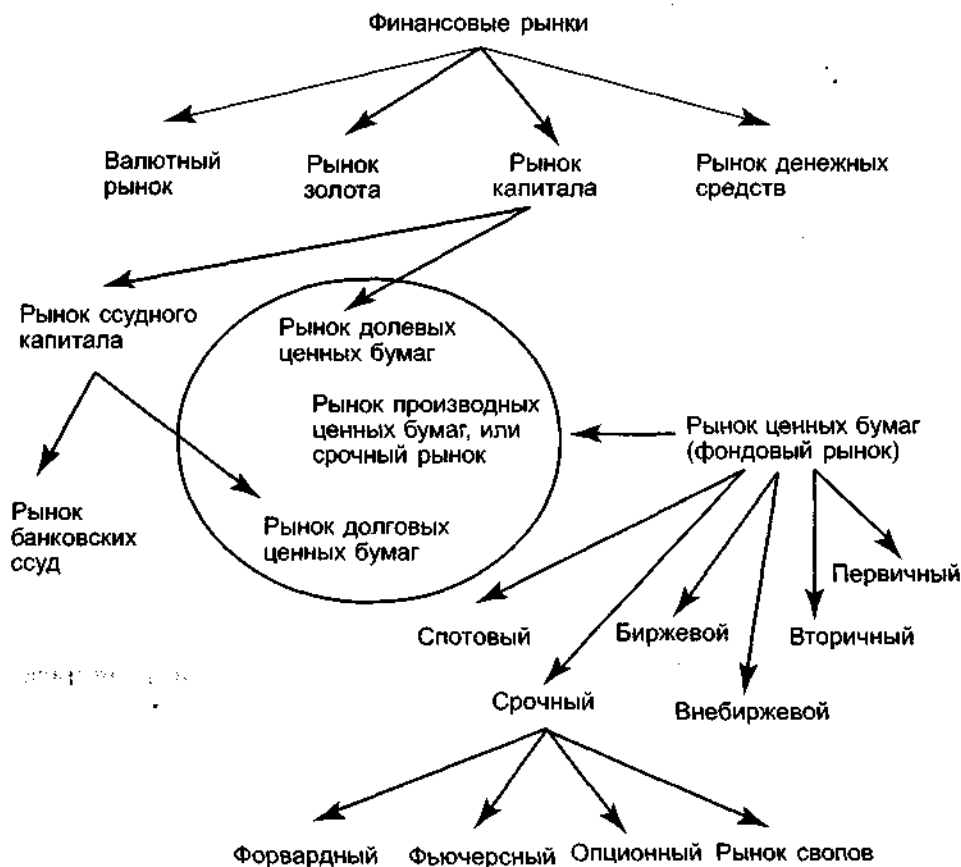 Финансовые рынки
Валютный
рынок
Рынок
золота
Рынок
капитала
Рынок денежных
средств
Рынок ссудного
капитала
Рынок долевых
ценных бумаг
Рынок производных
ценных бумаг, или
срочный рынок
Рынок ценных бумаг
(фондовый рынок)
Рынок
банковских
ссуд
Рынок долговых
ценных бумаг
Первичный
Спотовый
Биржевой
Вторичный
Срочный
Внебиржевой
Форвардный
Фьючерсный
Опционный
Рынок свопов